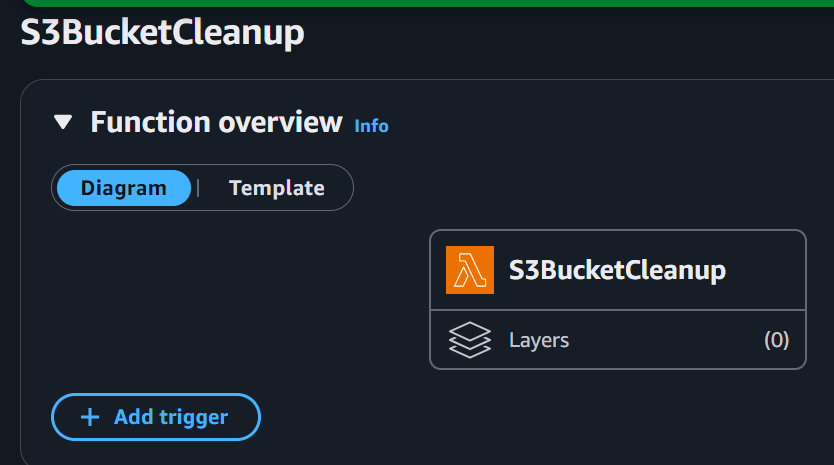 S3BucketCleanup
Function overview Info
Diagram | Template
S3BucketCleanup
Layers (0)
+ Add trigger